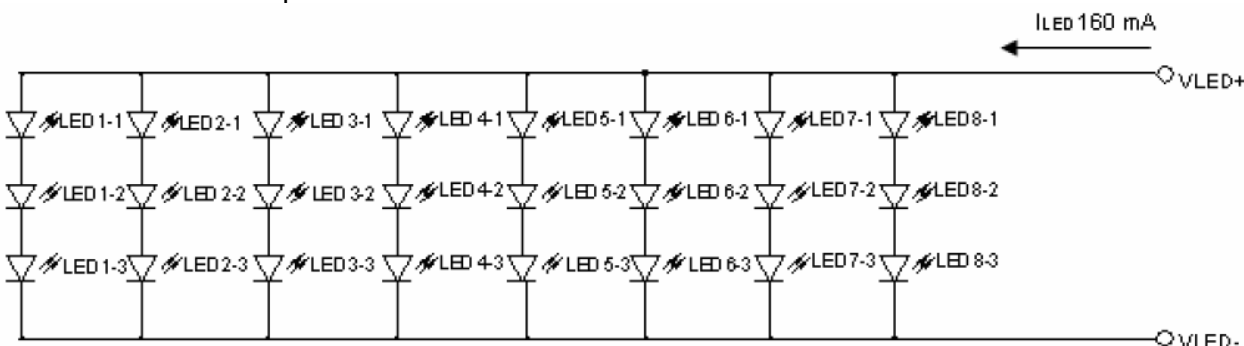 ILED 160 mA
VLED+
LED 1-1 LED 2-1 LED 3-1 LED 4-1 LED 5-1 LED 6-1 LED 7-1 LED 8-1
LED 1-2 LED 2-2 LED 3-2 LED 4-2 LED 5-2 LED 6-2 LED 7-2 LED 8-2
LED 1-3 LED 2-3 LED 3-3 LED 4-3 LED 5-3 LED 6-3 LED 7-3 LED 8-3
VLED-